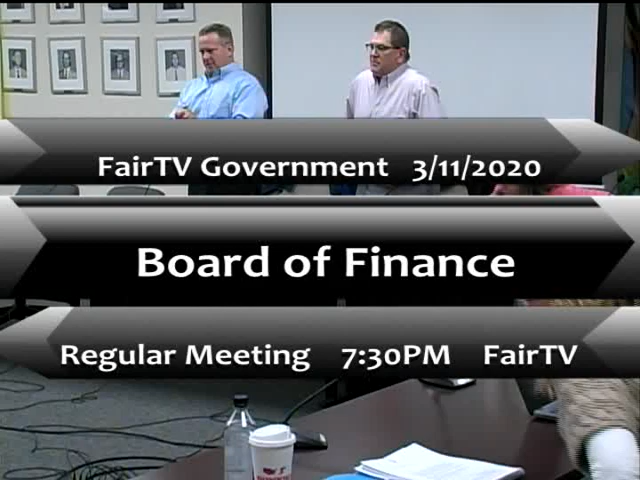 FairTV Government 3/11/2020
Board of Finance
Regular Meeting 7:30PM FairTV